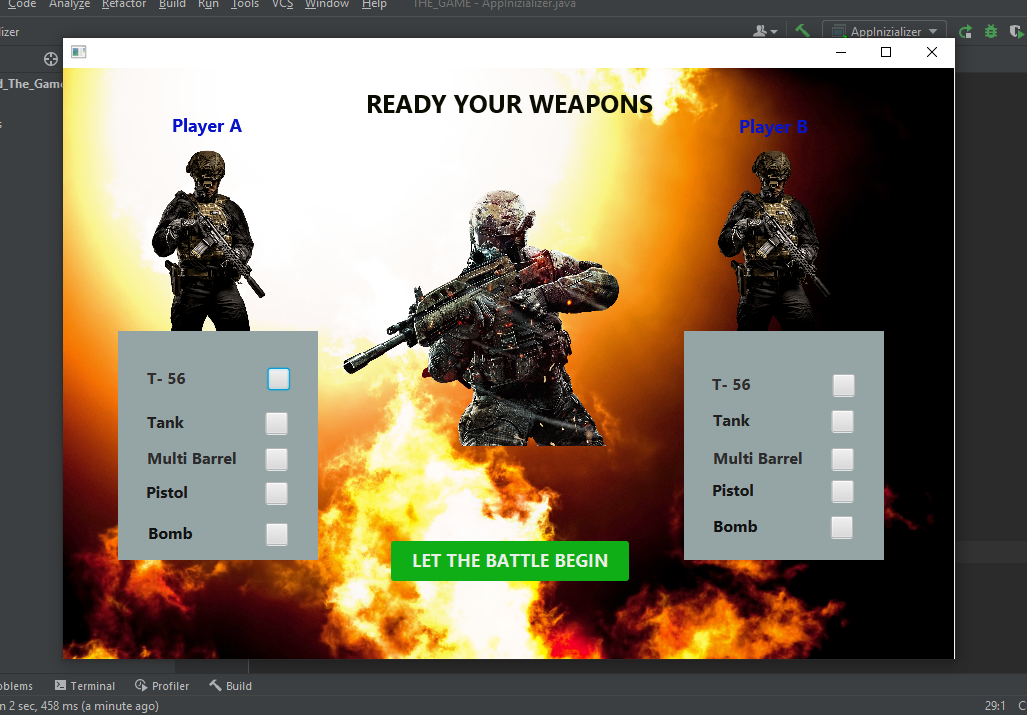 Code Analyze Refactor Build Run Tools VCS Window Help THE_GAME - AppInizializer.java
lizer AppInizializer
d_The_Game
READY YOUR WEAPONS
Player A Player B
T- 56
Tank
Multi Barrel
Pistol
Bomb
T- 56
Tank
Multi Barrel
Pistol
Bomb
LET THE BATTLE BEGIN
oblems Terminal Profiler Build
n 2 sec, 458 ms (a minute ago) 29:1